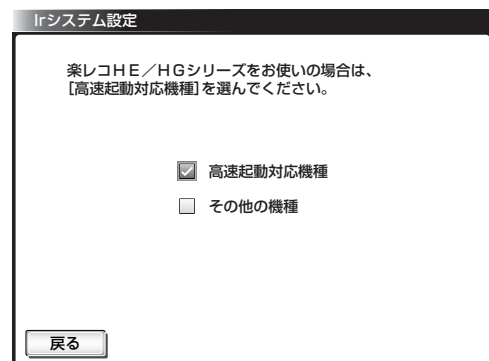 Irシステム設定
楽レコHE/HGシリーズをお使いの場合は、
[高速起動対応機種]を選んでください。
高速起動対応機種
その他の機種
戻る